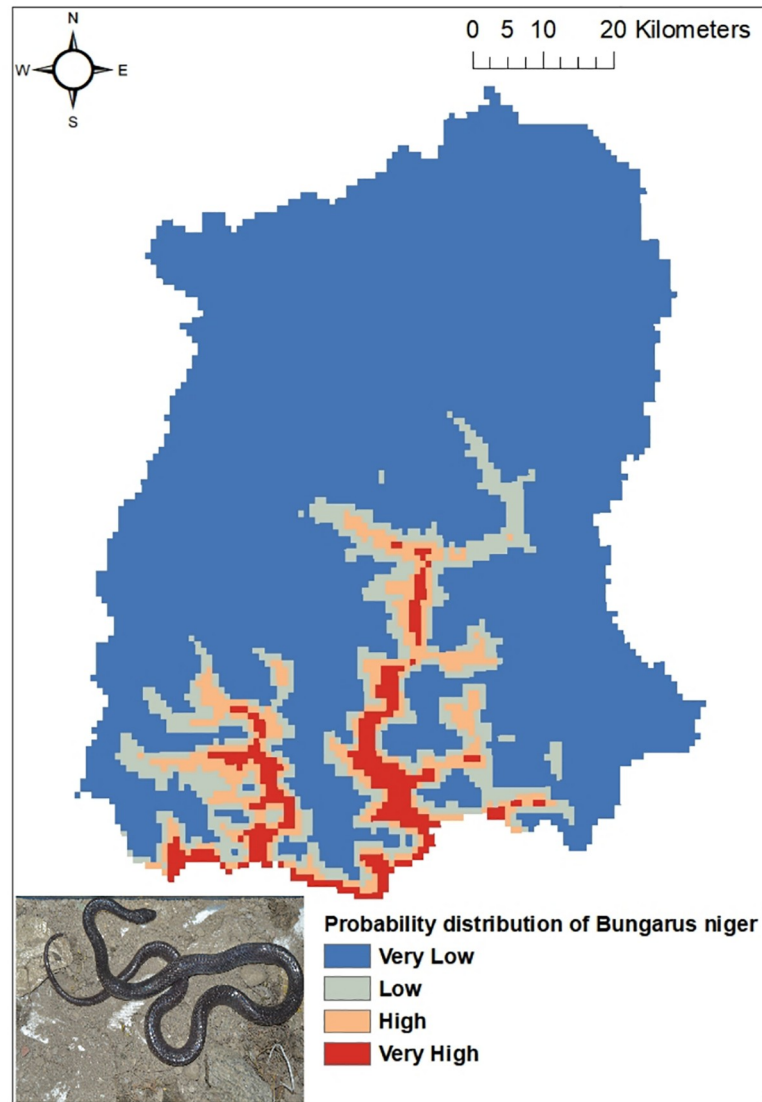 N
W E
S
0 5 10 20 Kilometers
Probability distribution of Bungarus niger
Very Low
Low
High
Very High